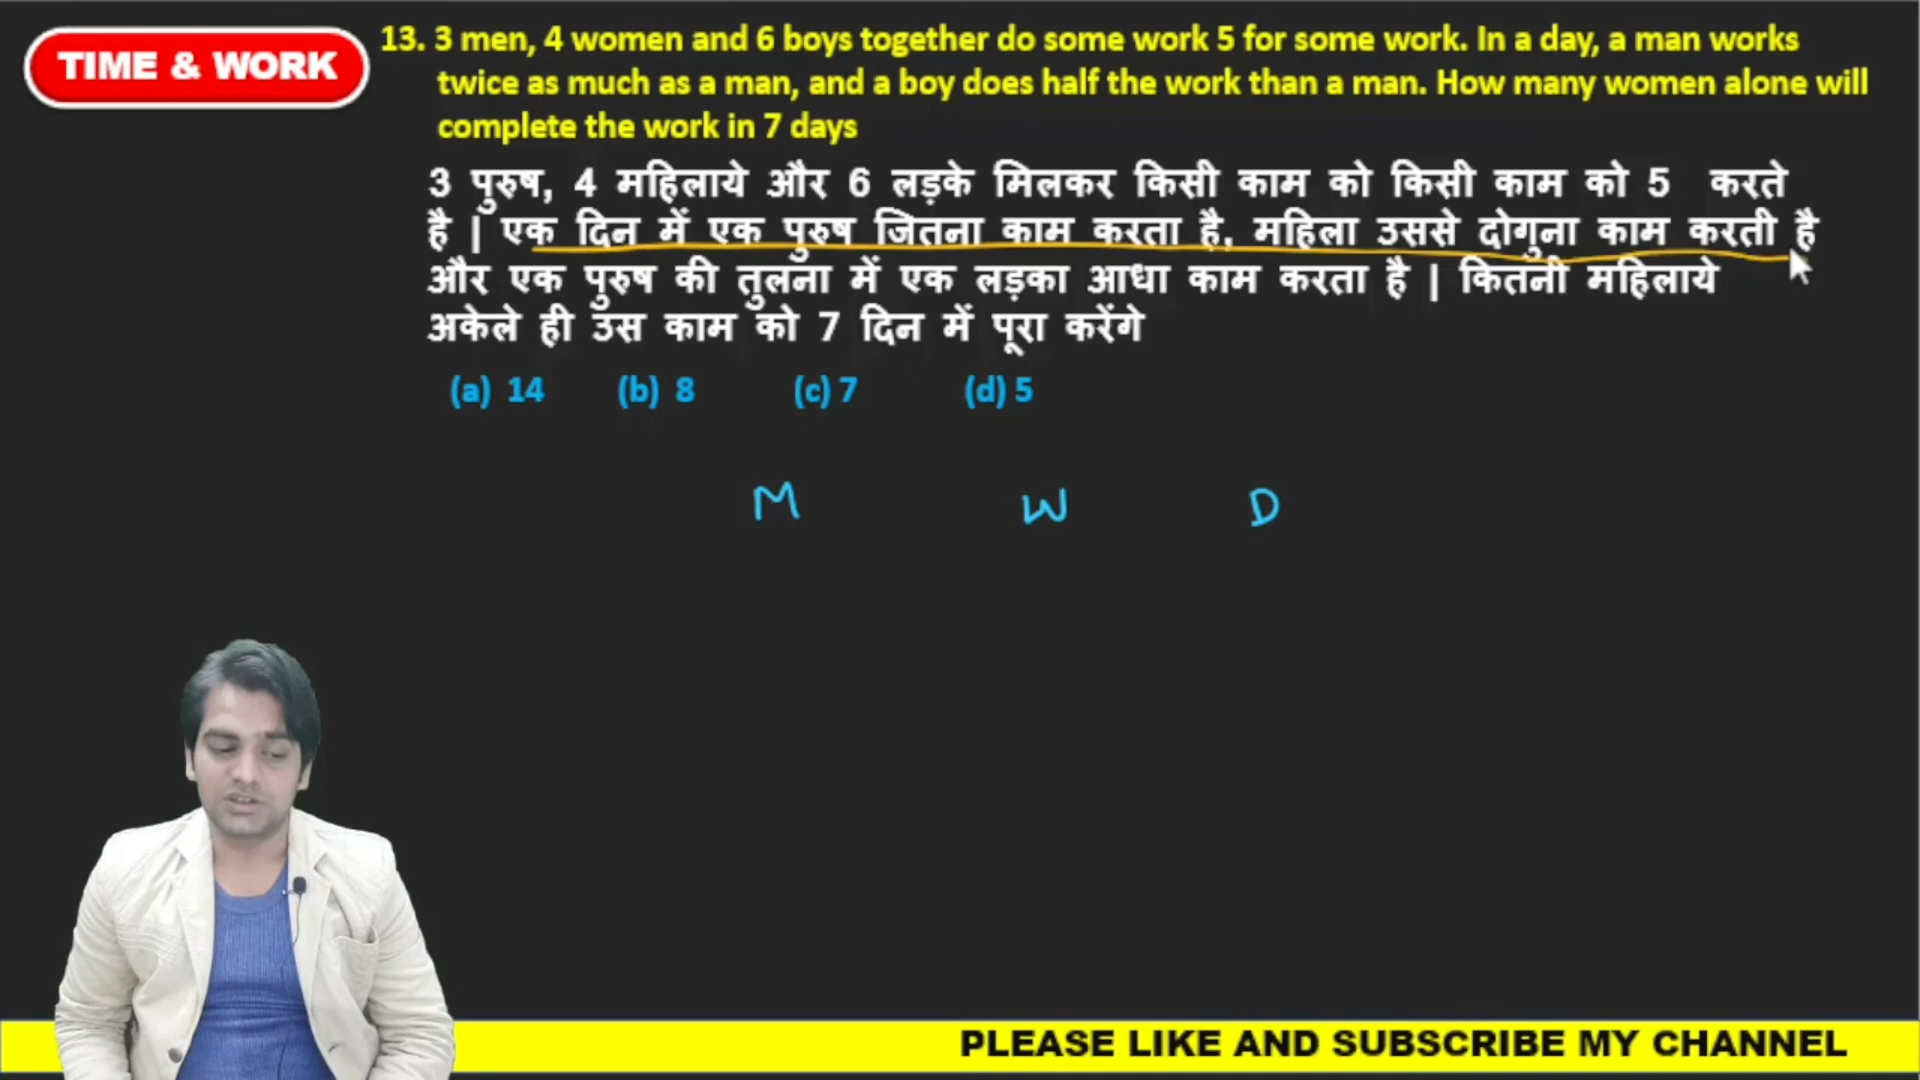 TIME & WORK
13. 3 men, 4 women and 6 boys together do some work 5 for some work. In a day, a man works
twice as much as a man, and a boy does half the work than a man. How many women alone will
complete the work in 7 days
3 पुरुष, 4 महिलाये और 6 लड़के मिलकर किसी काम को किसी काम को 5 करते
है | एक दिन में एक पुरुष जितना काम करता है, महिला उससे दोगुना काम करती है
और एक पुरुष की तुलना में एक लड़का आधा काम करता है | कितनी महिलाये
अकेले ही उस काम को 7 दिन में पूरा करेंगे
(a) 14 (b) 8 (c) 7 (d) 5
M W D
PLEASE LIKE AND SUBSCRIBE MY CHANNEL